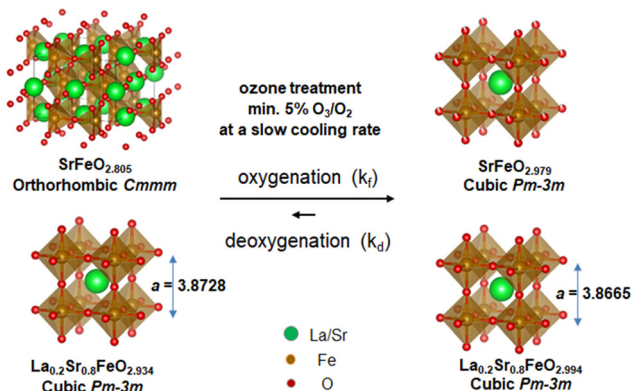 ozone treatment
min. 5% O₃/O₂
at a slow cooling rate
SrFeO₂.₈₀₅
Orthorhombic Cmmm
SrFeO₂.₉₇₉
Cubic Pm-3m
oxygenation (k_f)
deoxygenation (k_d)
a = 3.8728
a = 3.8665
La/Sr
Fe
O
La₀.₂Sr₀.₈FeO₂.₉₃₄
Cubic Pm-3m
La₀.₂Sr₀.₈FeO₂.₉₉₄
Cubic Pm-3m